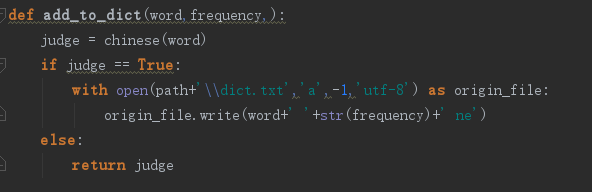 def add_to_dict(word,frequency,):
    judge = chinese(word)
    if judge == True:
        with open(path+'\\dict.txt','a',-1,'utf-8') as origin_file:
            origin_file.write(word+' '+str(frequency)+' ne')
    else:
        return judge